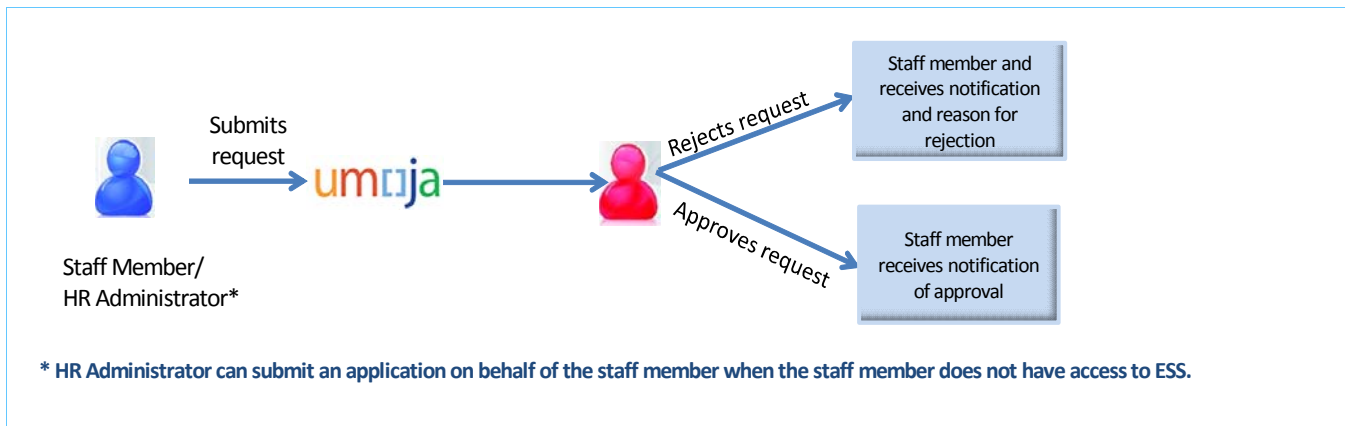 Submits
request
umoja
Staff Member/
HR Administrator*
Rejects request
Approves request
Staff member and
receives notification
and reason for
rejection
Staff member
receives notification
of approval
* HR Administrator can submit an application on behalf of the staff member when the staff member does not have access to ESS.